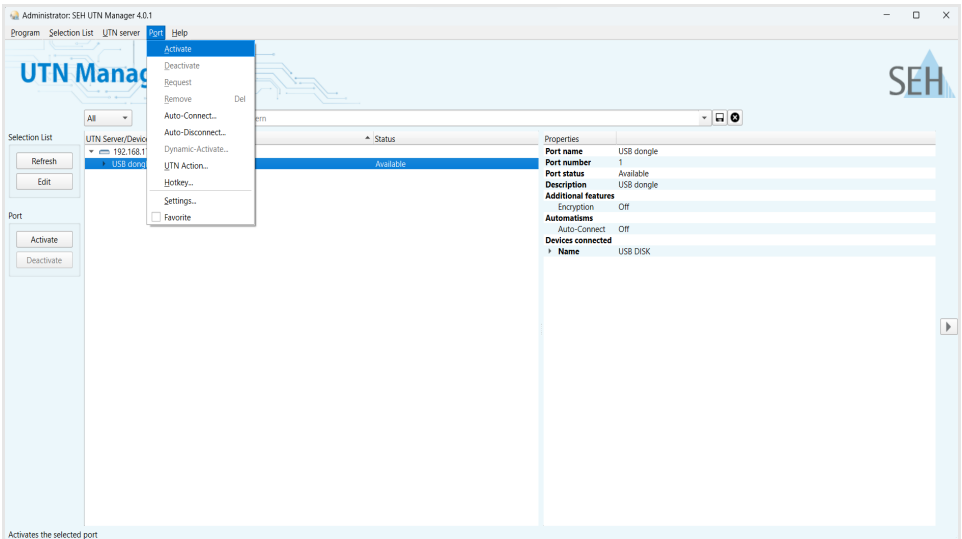 Administrator: SEH UTN Manager 4.0.1
Program Selection List UTN server Port Help
UTN Manag
SEH
Activate
Deactivate
Request
Remove Del
Auto-Connect...
Auto-Disconnect...
Dynamic-Activate...
UTN Action...
Hotkey...
Settings...
Favorite
All
em
Selection List
Refresh
Edit
Port
Activate
Deactivate
UTN Server/Device Status
192.168.1
USB dong Available
Properties
Port name USB dongle
Port number 1
Port status Available
Description USB dongle
Additional features
Encryption Off
Automatisms
Auto-Connect Off
Devices connected
Name USB DISK
Activates the selected port